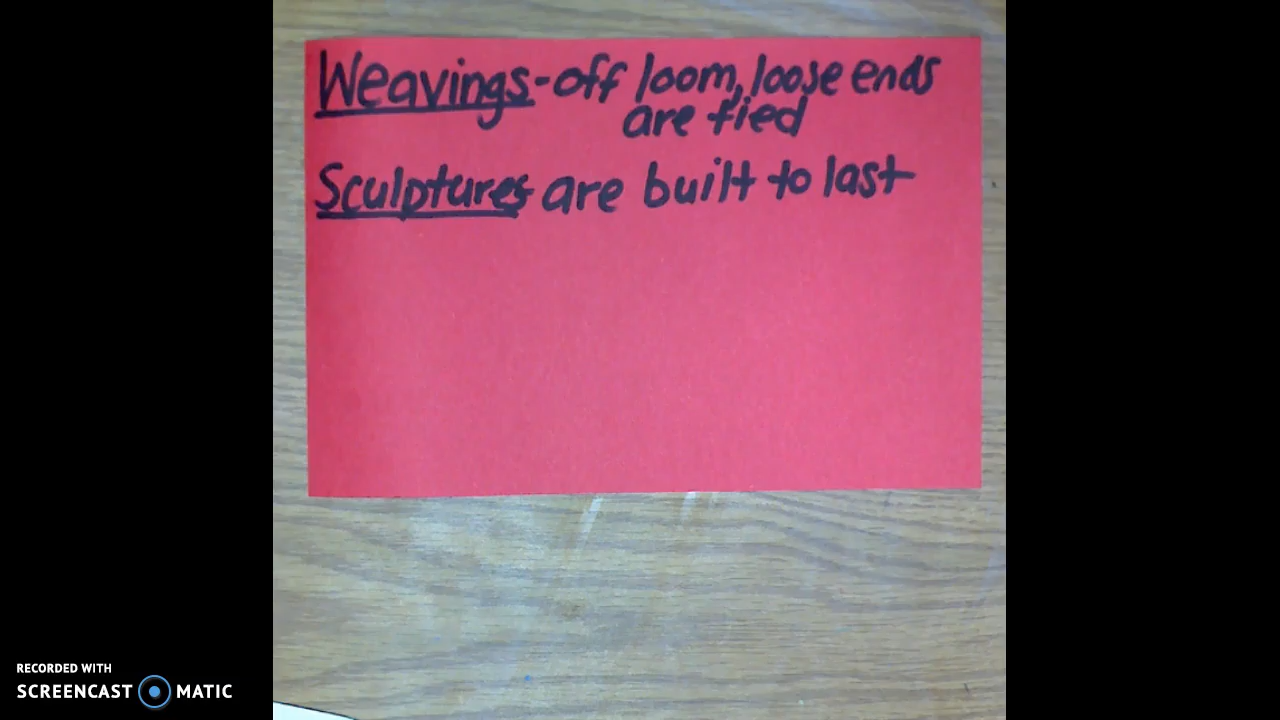 Weavings-off loom, loose ends
are tied
Sculptures are built to last
RECORDED WITH
SCREENCAST MATIC